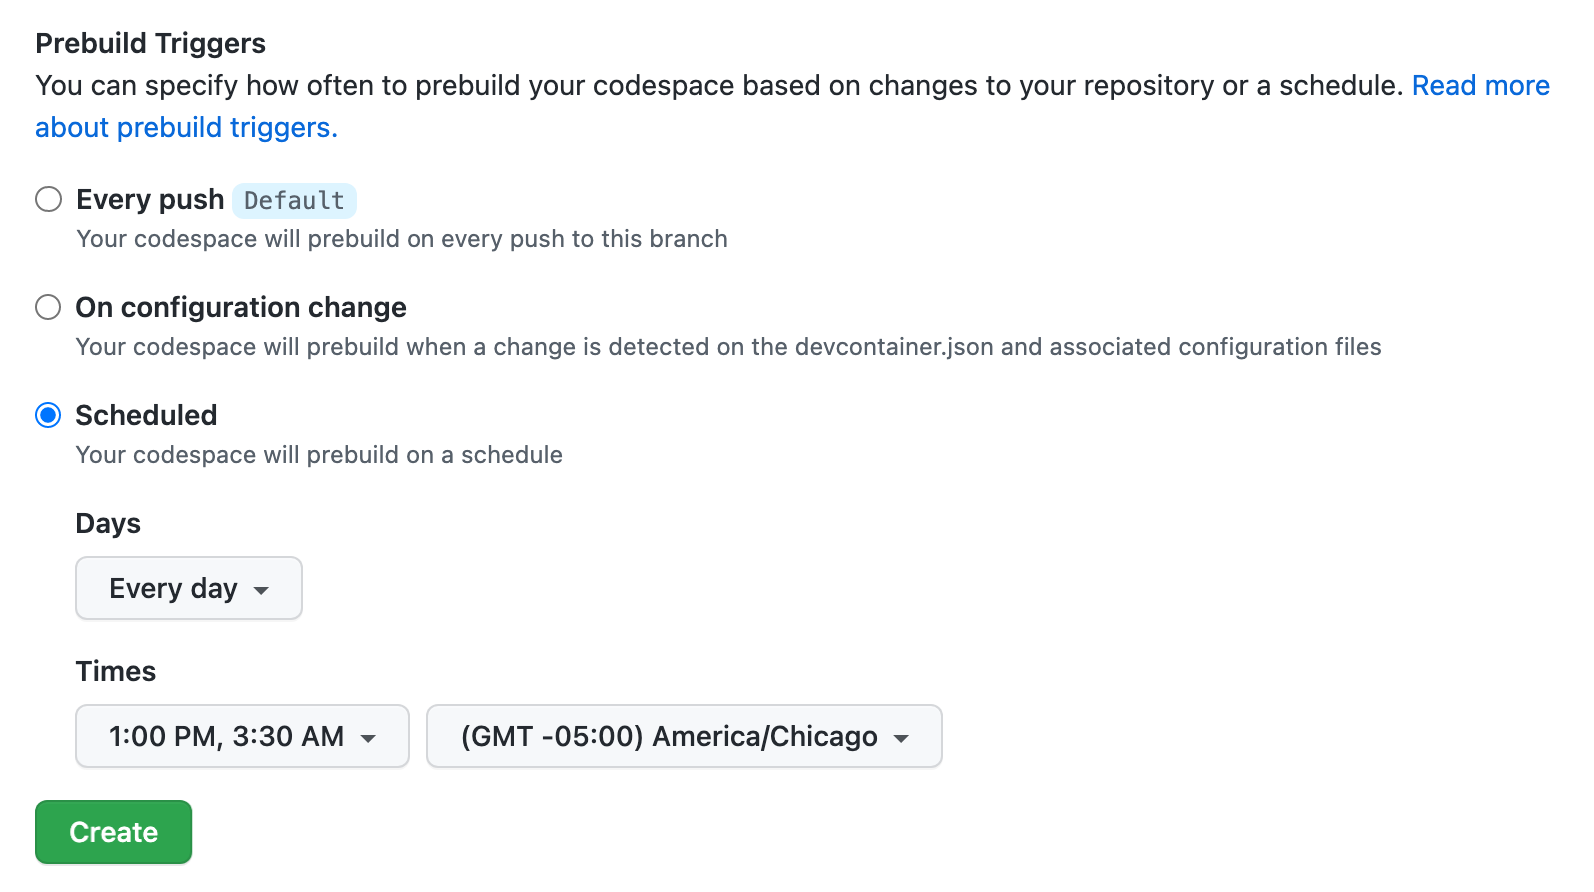 Prebuild Triggers
You can specify how often to prebuild your codespace based on changes to your repository or a schedule. Read more
about prebuild triggers.
Every push Default
Your codespace will prebuild on every push to this branch
On configuration change
Your codespace will prebuild when a change is detected on the devcontainer.json and associated configuration files
Scheduled
Your codespace will prebuild on a schedule
Days
Every day
Times
1:00 PM, 3:30 AM (GMT -05:00) America/Chicago
Create